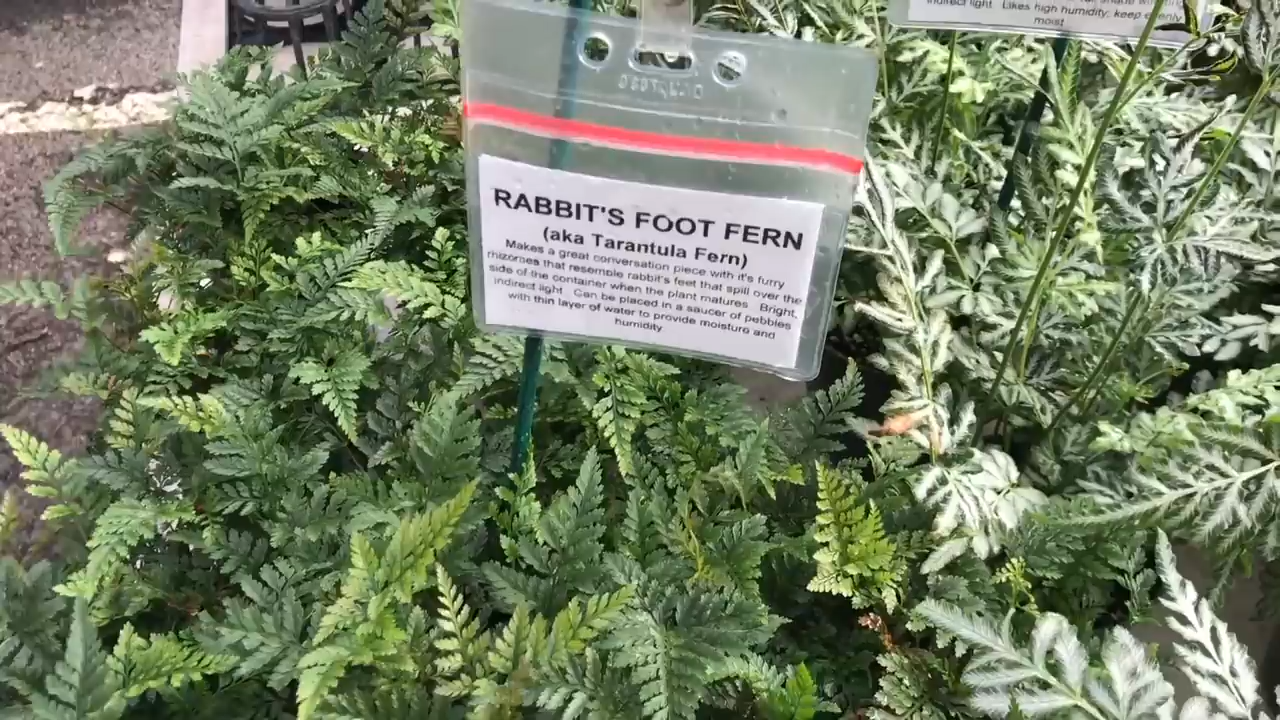 indirect light. Likes high humidity, keep evenly
moist
RABBIT'S FOOT FERN
(aka Tarantula Fern)
Makes a great conversation piece with it's furry
rhizomes that resemble rabbit's feet that spill over the
side of the container when the plant matures. Bright,
indirect light. Can be placed in a saucer of pebbles
with thin layer of water to provide moisture and
humidity.